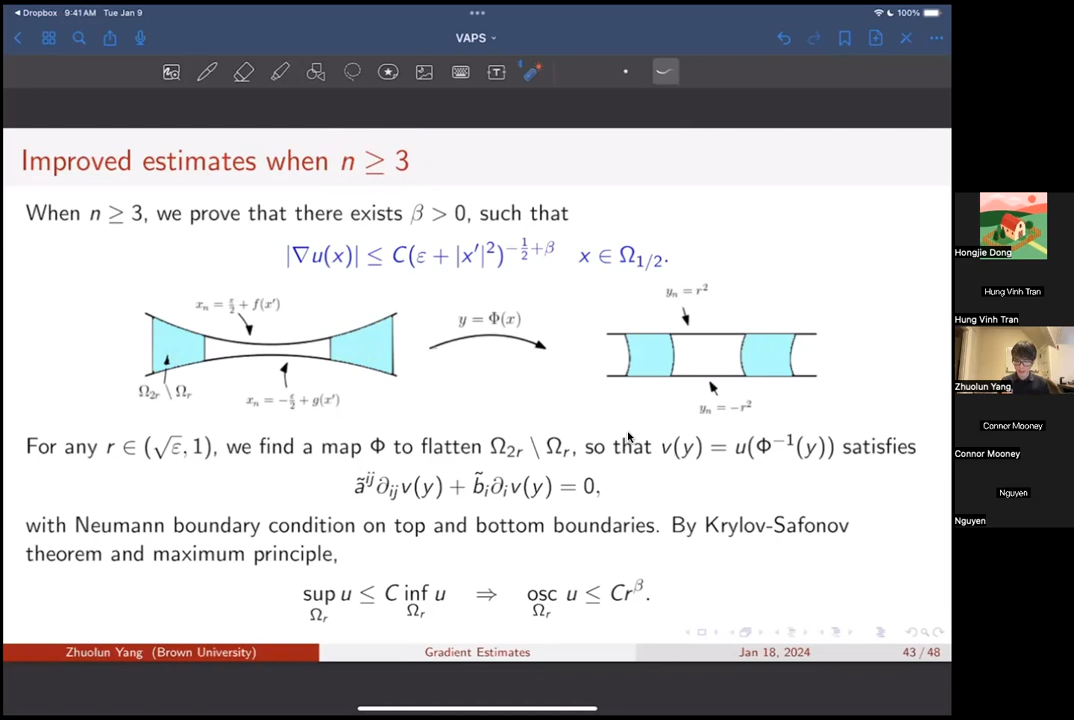 Dropbox 9:41 AM Tue Jan 9
100%
VAPS
Improved estimates when n ≥ 3
When n ≥ 3, we prove that there exists β > 0, such that
|∇u(x)| ≤ C(ε + |x′|²)^{-1/2+β} x ∈ Ω_{1/2}.
x_n = ε/2 + f(x′)
y = Φ(x)
y_n = r²
Ω_{2r} \ Ω_r
x_n = -ε/2 + g(x′)
y_n = -r²
For any r ∈ (√ε, 1), we find a map Φ to flatten Ω_{2r} \ Ω_r, so that v(y) = u(Φ^{-1}(y)) satisfies
ã^{ij}∂_{ij}v(y) + b̃_i∂_iv(y) = 0,
with Neumann boundary condition on top and bottom boundaries. By Krylov-Safonov
theorem and maximum principle,
sup_{Ω_r} u ≤ C inf_{Ω_r} u ⇒ osc_{Ω_r} u ≤ Cr^β.
Zhuolun Yang (Brown University) Gradient Estimates Jan 18, 2024 43 / 48
Hongjie Dong
Hung Vinh Tran
Hung Vinh Tran
Zhuolun Yang
Connor Mooney
Connor Mooney
Nguyen
Nguyen